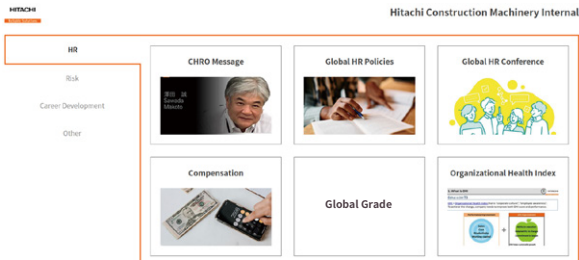 HITACHI
Hitachi Construction Machinery Internal
HR
Risk
Career Development
Other
CHRO Message
Sawada
Global HR Policies
Global HR Conference
Compensation
Global Grade
Organizational Health Index